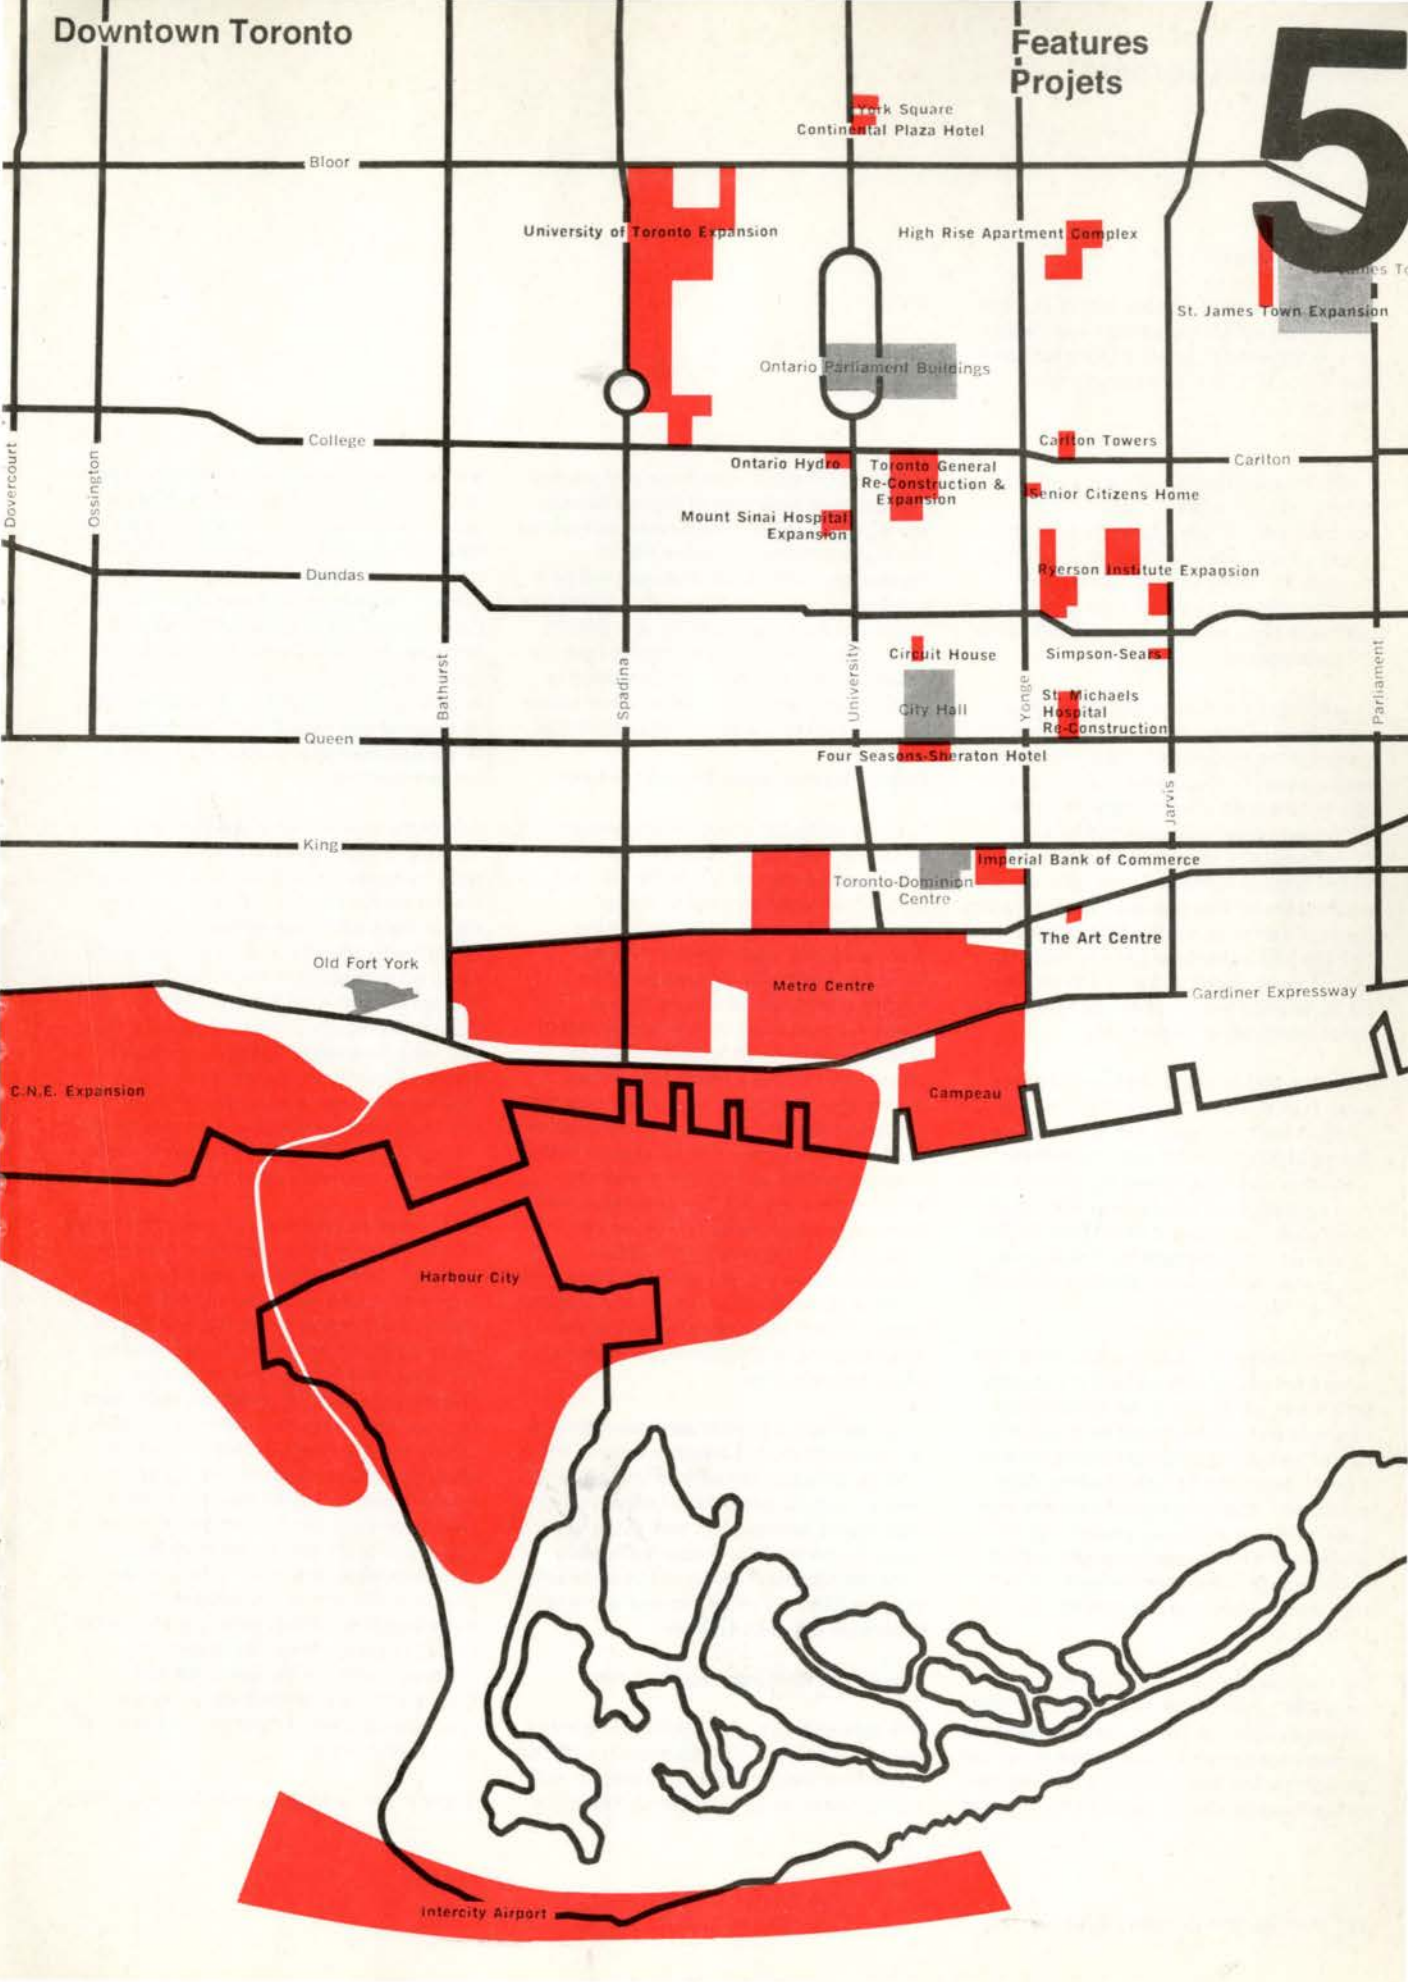 Downtown Toronto
Features
Projets
5
York Square
Continental Plaza Hotel
Bloor
University of Toronto Expansion
High Rise Apartment Complex
St. James Town Expansion
Ontario Parliament Buildings
College
Carlton Towers
Carlton
Dovercourt
Ossington
Ontario Hydro
Toronto General
Re-Construction &
Expansion
Senior Citizens Home
Mount Sinai Hospital
Expansion
Dundas
Ryerson Institute Expansion
Circuit House
Simpson-Sears
Bathurst
Spadina
University
Yonge
Parliament
City Hall
St. Michaels
Hospital
Re-Construction
Queen
Four Seasons-Sheraton Hotel
Jarvis
King
Imperial Bank of Commerce
Toronto-Dominion
Centre
The Art Centre
Old Fort York
Metro Centre
Gardiner Expressway
C.N.E. Expansion
Campeau
Harbour City
Intercity Airport